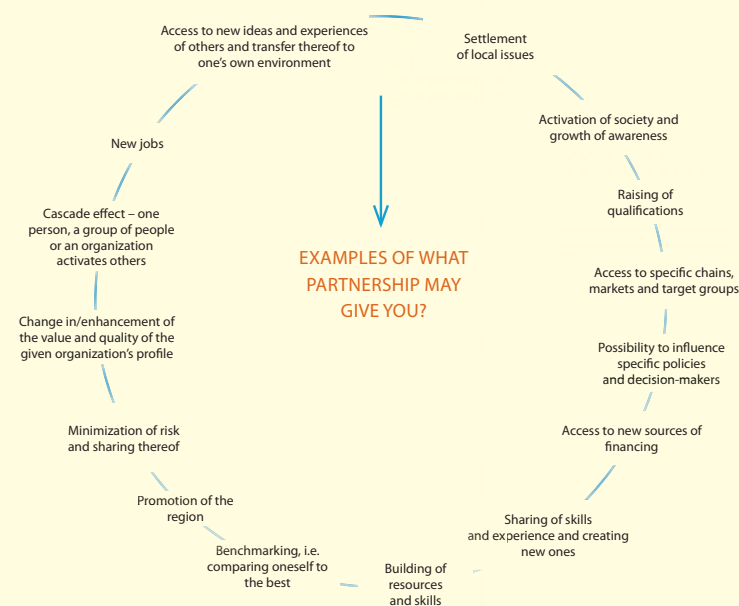 Access to new ideas and experiences
of others and transfer thereof to
one's own environment
Settlement
of local issues
Activation of society and
growth of awareness
Raising of
qualifications
Access to specific chains,
markets and target groups
Possibility to influence
specific policies
and decision-makers
Access to new sources of
financing
Sharing of skills
and experience and creating
new ones
Building of
resources
and skills
Benchmarking, i.e.
comparing oneself to
the best
Promotion of the
region
Minimization of risk
and sharing thereof
Change in/enhancement of
the value and quality of the
given organization's profile
Cascade effect – one
person, a group of people
or an organization
activates others
New jobs
EXAMPLES OF WHAT
PARTNERSHIP MAY
GIVE YOU?